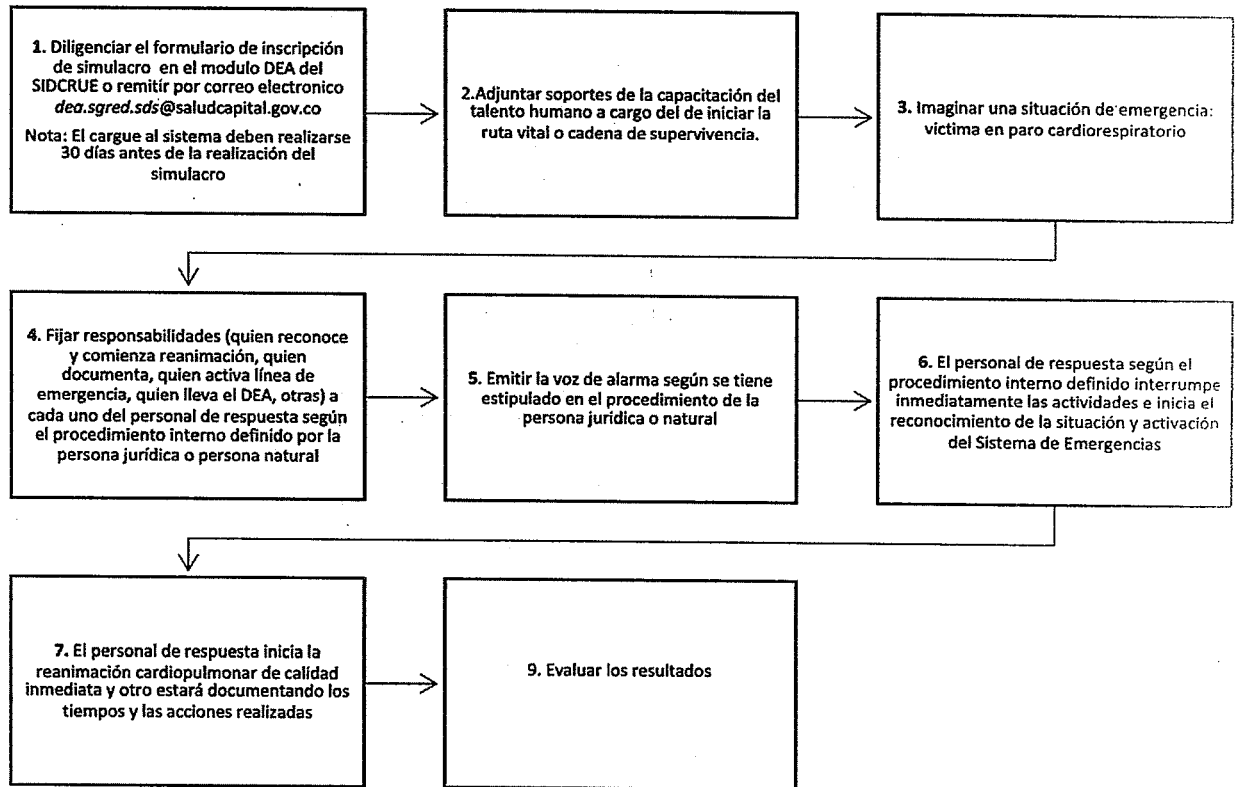 1. Diligenciar el formulario de inscripción
de simulacro en el modulo DEA del
SIDCRUE o remitir por correo electronico
dea.sgred.sds@saludcapital.gov.co
Nota: El cargue al sistema deben realizarse
30 días antes de la realización del
simulacro
2.Adjuntar soportes de la capacitación del
talento humano a cargo del de iniciar la
ruta vital o cadena de supervivencia.
3. Imaginar una situación de emergencia:
victima en paro cardiorespiratorio
4. Fijar responsabilidades (quien reconoce
y comienza reanimación, quien
documenta, quien activa línea de
emergencia, quien lleva el DEA, otras) a
cada uno del personal de respuesta según
el procedimiento interno definido por la
persona jurídica o persona natural
5. Emitir la voz de alarma según se tiene
estipulado en el procedimiento de la
persona jurídica o natural
6. El personal de respuesta según el
procedimiento interno definido interrumpe
inmediatamente las actividades e inicia el
reconocimiento de la situación y activación
del Sistema de Emergencias
7. El personal de respuesta inicia la
reanimación cardiopulmonar de calidad
inmediata y otro estará documentando los
tiempos y las acciones realizadas
9. Evaluar los resultados